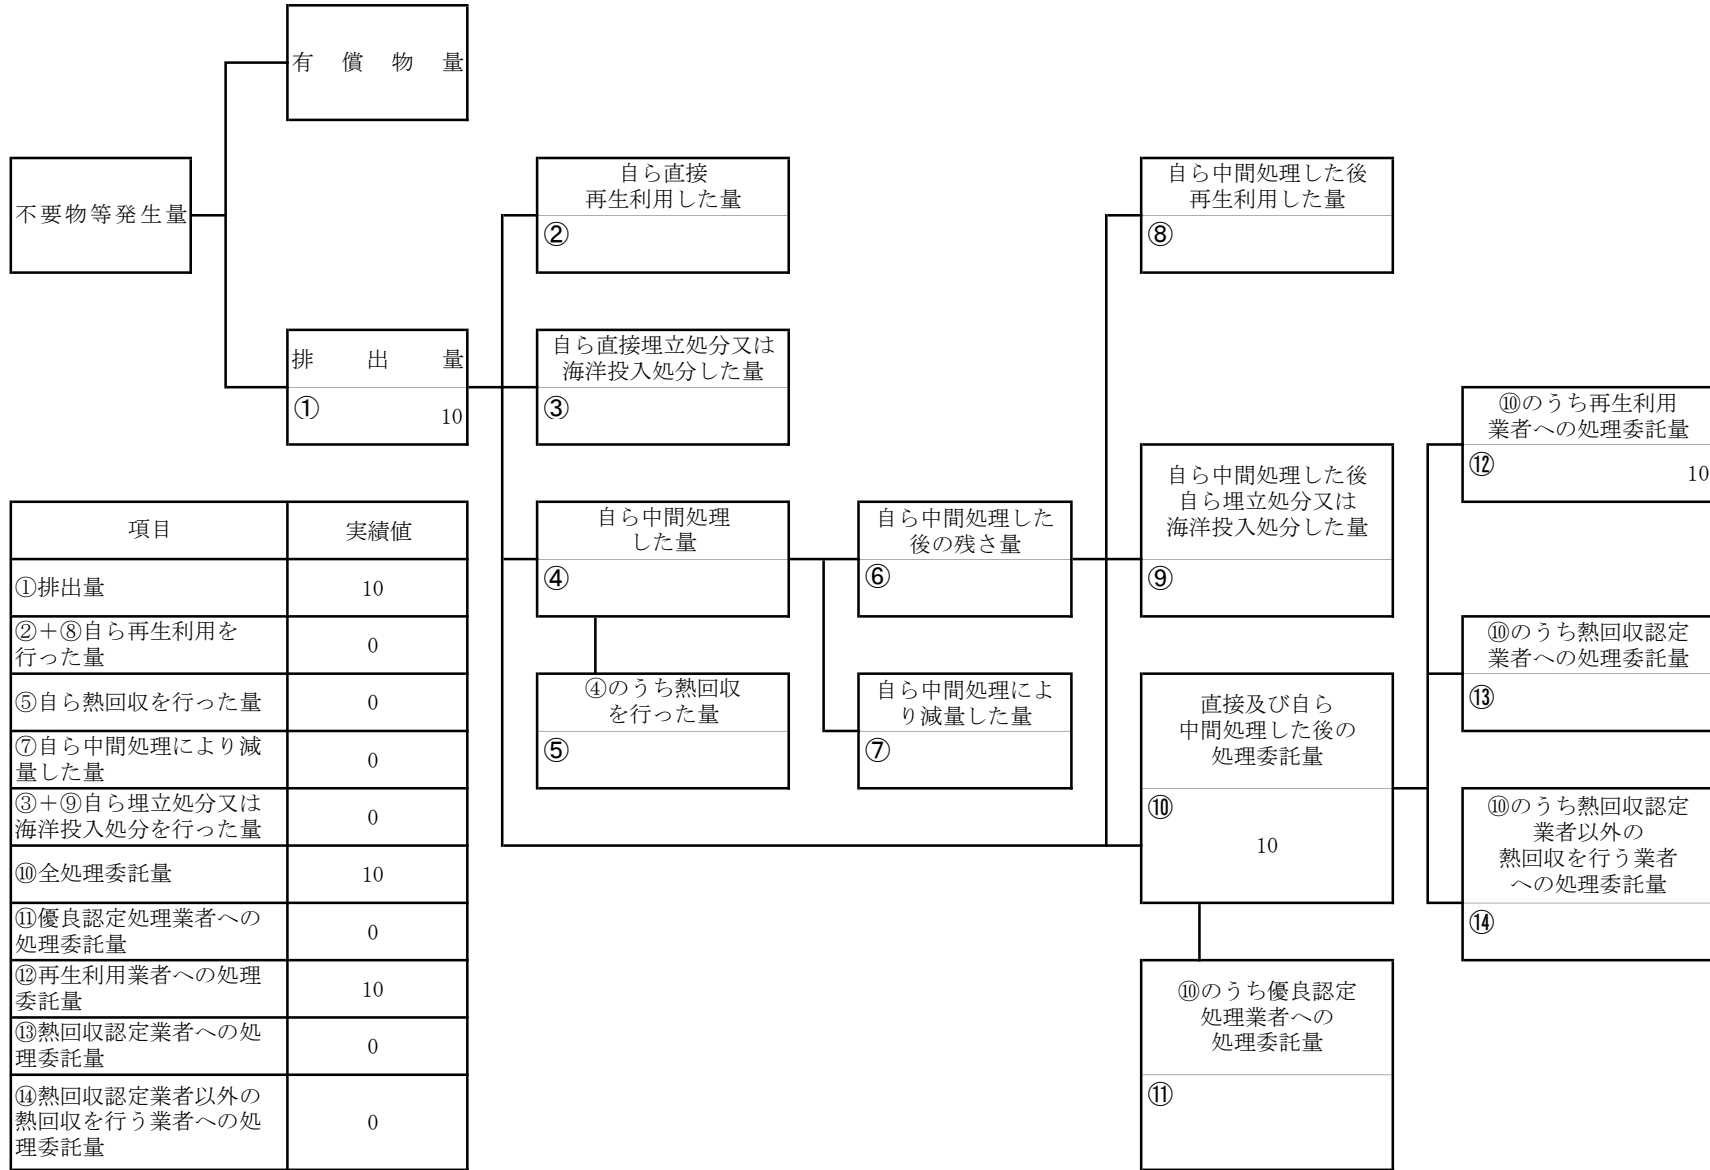 有償物量
不要物等発生量
自ら直接
再生利用した量
②
自ら中間処理した後
再生利用した量
⑧
排出量
①
10
自ら直接埋立処分又は
海洋投入処分した量
③
⑩のうち再生利用
業者への処理委託量
⑫
10
自ら中間処理
した量
④
自ら中間処理した
後の残さ量
⑥
自ら中間処理した後
自ら埋立処分又は
海洋投入処分した量
⑨
⑩のうち熱回収認定
業者への処理委託量
⑬
④のうち熱回収
を行った量
⑤
自ら中間処理によ
り減量した量
⑦
直接及び自ら
中間処理した後の
処理委託量
⑩
10
⑩のうち熱回収認定
業者以外の
熱回収を行う業者
への処理委託量
⑭
⑩のうち優良認定
処理業者への
処理委託量
⑪
項目 実績値
①排出量 10
②＋⑧自ら再生利用を
行った量 0
⑤自ら熱回収を行った量 0
⑦自ら中間処理により減
量した量 0
③＋⑨自ら埋立処分又は
海洋投入処分を行った量 0
⑩全処理委託量 10
⑪優良認定処理業者への
処理委託量 0
⑫再生利用業者への処理
委託量 10
⑬熱回収認定業者への処
理委託量 0
⑭熱回収認定業者以外の
熱回収を行う業者への処
理委託量 0